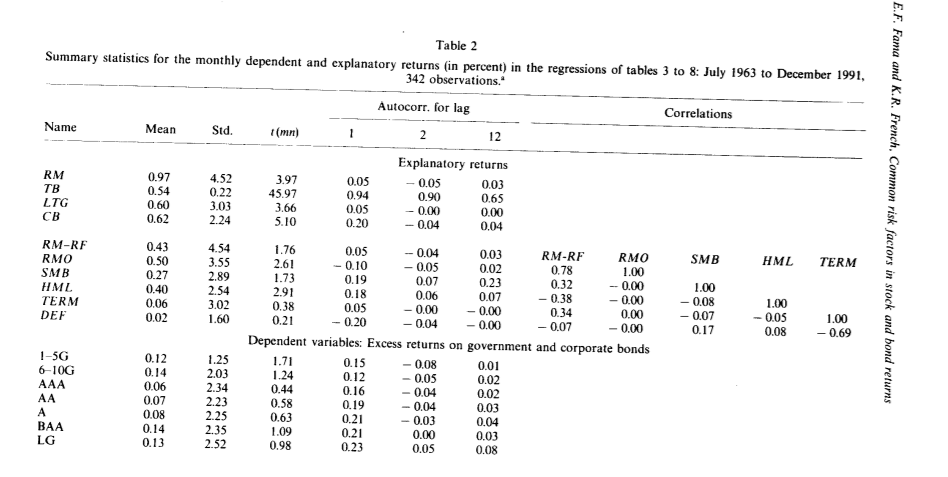 Table 2
Summary statistics for the monthly dependent and explanatory returns (in percent) in the regressions of tables 3 to 8: July 1963 to December 1991,
342 observations.ª
Autocorr. for lag Correlations
Name Mean Std. t(mn) 1 2 12
Explanatory returns
RM 0.97 4.52 3.97 0.05 − 0.05 0.03
TB 0.54 0.22 45.97 0.94 0.90 0.65
LTG 0.60 3.03 3.66 0.05 − 0.00 0.00
CB 0.62 2.24 5.10 0.20 − 0.04 0.04
RM–RF 0.43 4.54 1.76 0.05 − 0.04 0.03 RM–RF RMO SMB HML TERM
RMO 0.50 3.55 2.61 − 0.10 − 0.05 0.02 0.78 1.00
SMB 0.27 2.89 1.73 0.19 0.07 0.23 0.32 − 0.00 1.00
HML 0.40 2.54 2.91 0.18 0.06 0.07 − 0.38 − 0.00 − 0.08 1.00
TERM 0.06 3.02 0.38 0.05 − 0.00 − 0.00 0.34 0.00 − 0.07 − 0.05 1.00
DEF 0.02 1.60 0.21 − 0.20 − 0.04 − 0.00 − 0.07 − 0.00 0.17 0.08 − 0.69
Dependent variables: Excess returns on government and corporate bonds
1–5G 0.12 1.25 1.71 0.15 − 0.08 0.01
6–10G 0.14 2.03 1.24 0.12 − 0.05 0.02
AAA 0.06 2.34 0.44 0.16 − 0.04 0.02
AA 0.07 2.23 0.58 0.19 − 0.04 0.03
A 0.08 2.25 0.63 0.21 − 0.03 0.04
BAA 0.14 2.35 1.09 0.21 0.00 0.03
LG 0.13 2.52 0.98 0.23 0.05 0.08
E.F. Fama and K.R. French, Common risk factors in stock and bond returns